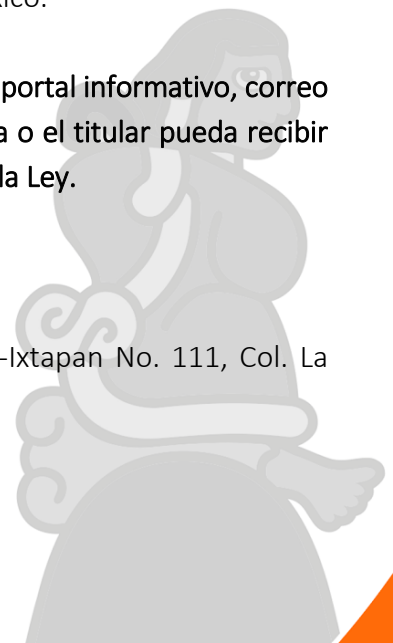 portal informativo, correo
o el titular pueda recibir
la Ley.
-Ixtapan No. 111, Col. La